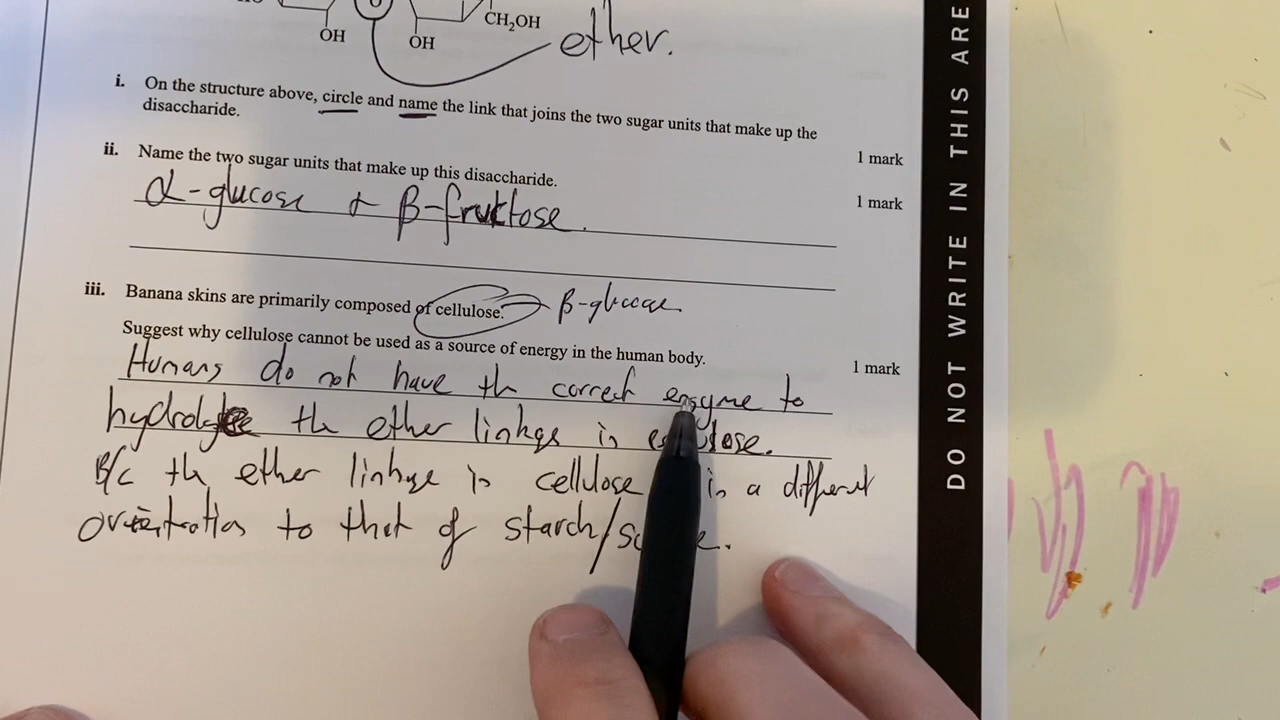 OH
O
OH
CH₂OH
ether.
i. On the structure above, circle and name the link that joins the two sugar units that make up the
disaccharide.
1 mark
ii. Name the two sugar units that make up this disaccharide.
1 mark
α-glucose + β-fructose.
iii. Banana skins are primarily composed of cellulose. → β-glucose
Suggest why cellulose cannot be used as a source of energy in the human body.
1 mark
Humans do not have the correct enzyme to
hydrolyse the ether linkage in cellulose.
B/C the ether linkage in cellulose is in a different
orientation to that of starch/
DO NOT WRITE IN THIS ARE